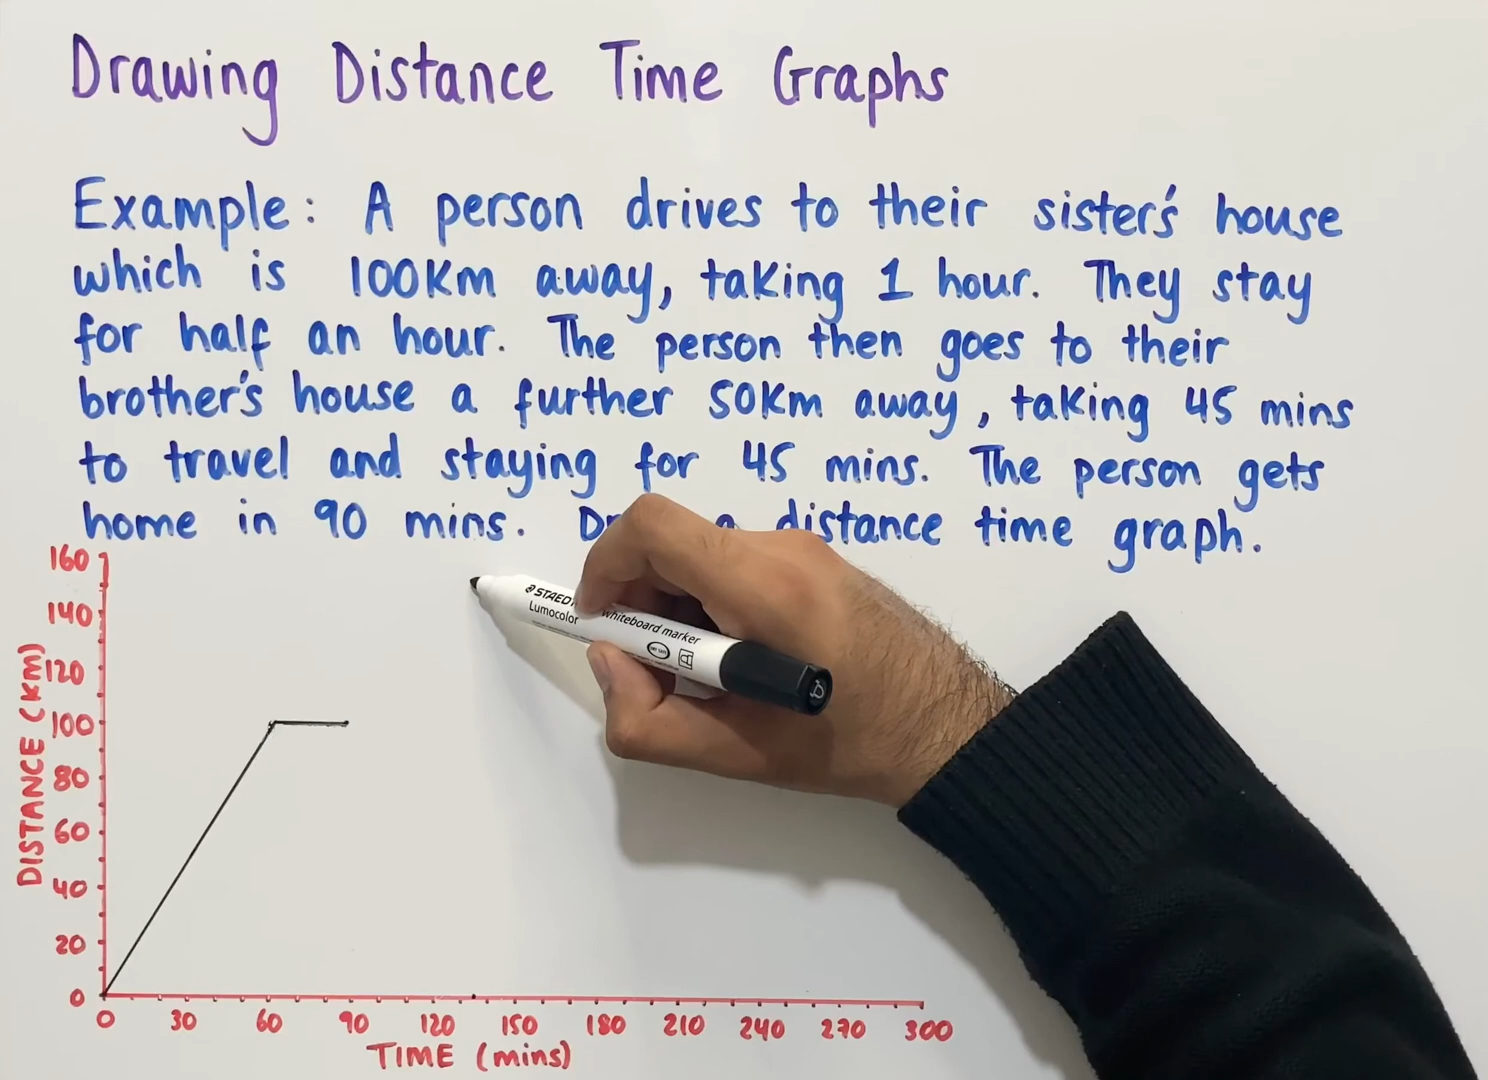 Drawing Distance Time Graphs
Example: A person drives to their sister's house
which is 100km away, taking 1 hour. They stay
for half an hour. The person then goes to their
brother's house a further 50km away, taking 45 mins
to travel and staying for 45 mins. The person gets
home in 90 mins. distance time graph.
160
140
120
100
80
60
40
20
0
DISTANCE (KM)
0 30 60 90 120 150 180 210 240 270 300
TIME (mins)
STAEDT
Lumocolor
whiteboard marker